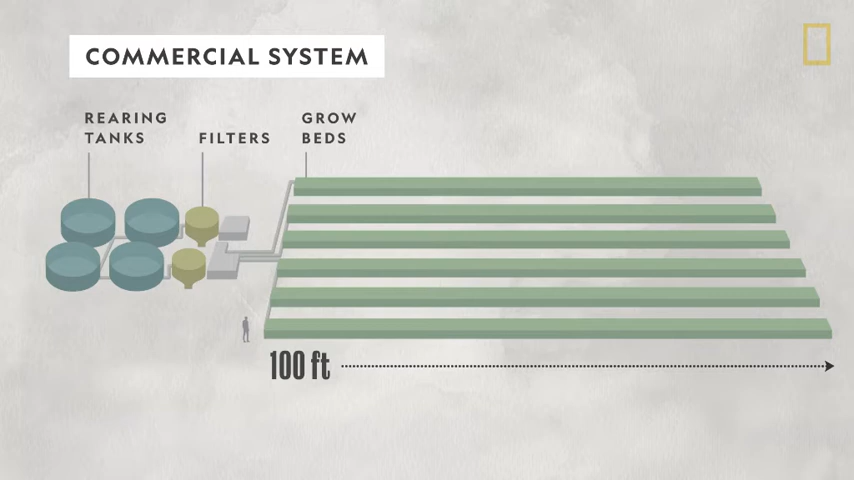 COMMERCIAL SYSTEM
REARING
TANKS
FILTERS
GROW
BEDS
100 ft